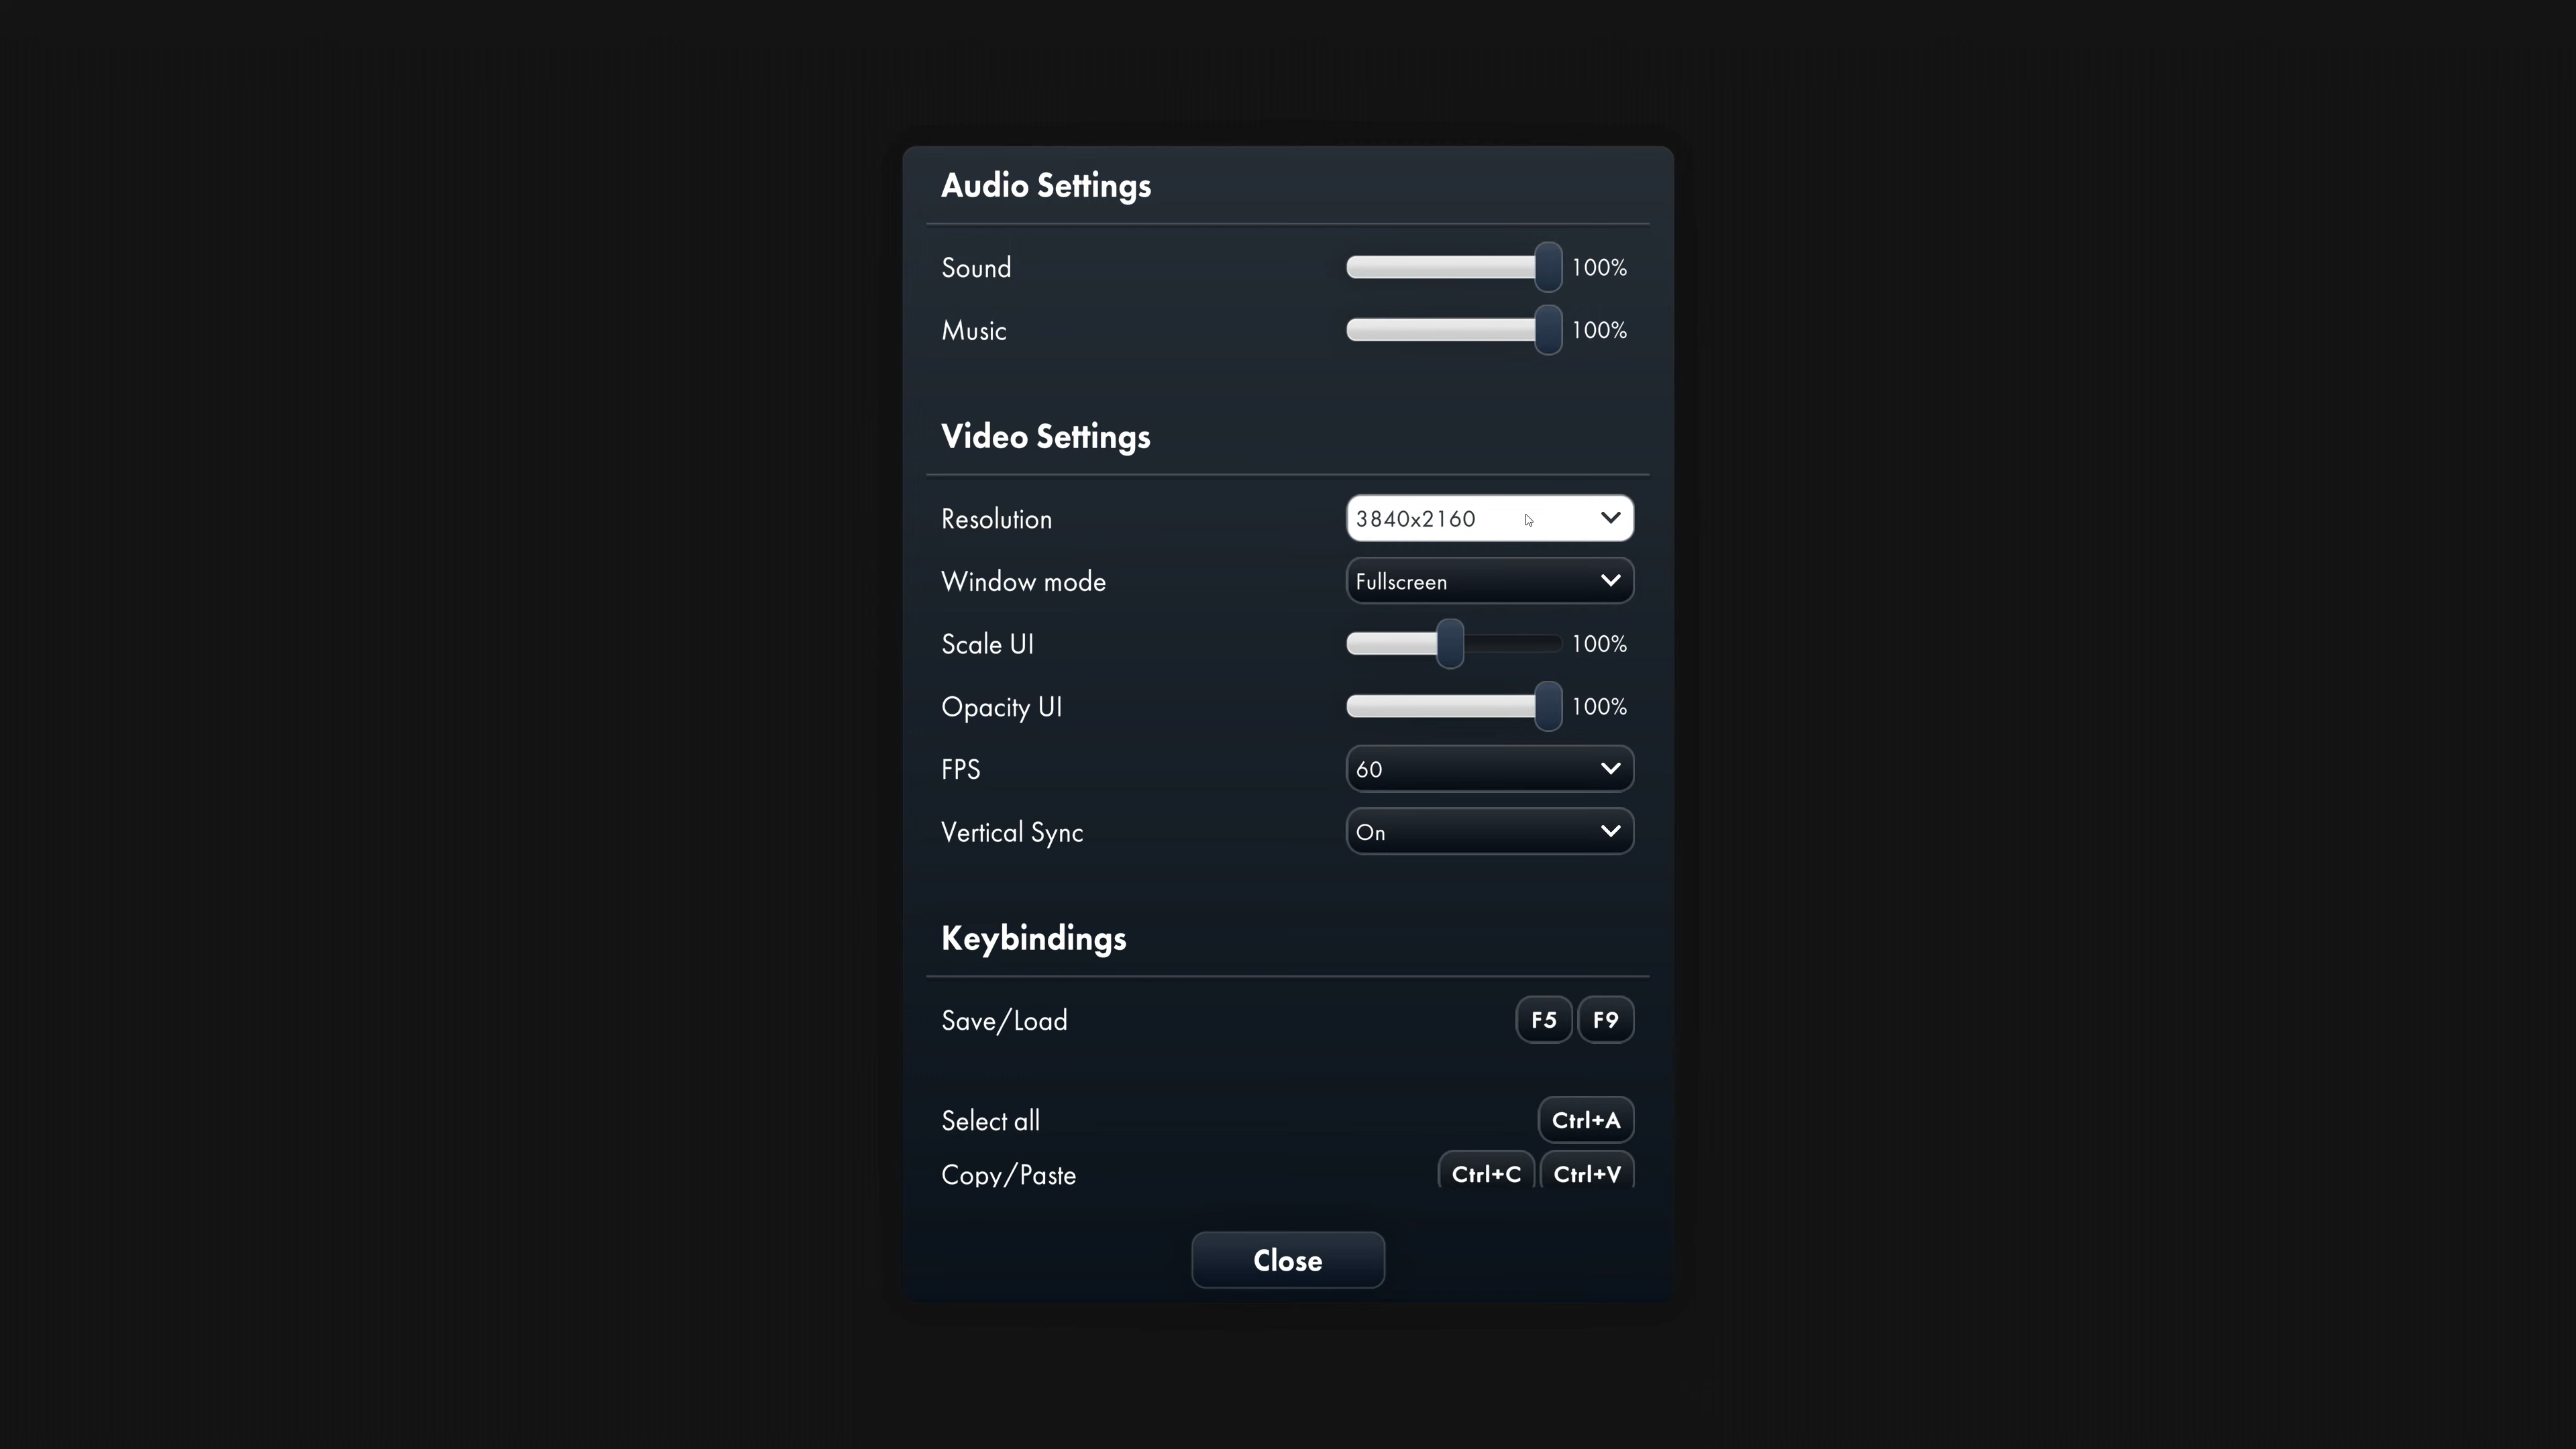 Audio Settings
Sound 100%
Music 100%
Video Settings
Resolution 3840x2160
Window mode Fullscreen
Scale UI 100%
Opacity UI 100%
FPS 60
Vertical Sync On
Keybindings
Save/Load F5 F9
Select all Ctrl+A
Copy/Paste Ctrl+C Ctrl+V
Close